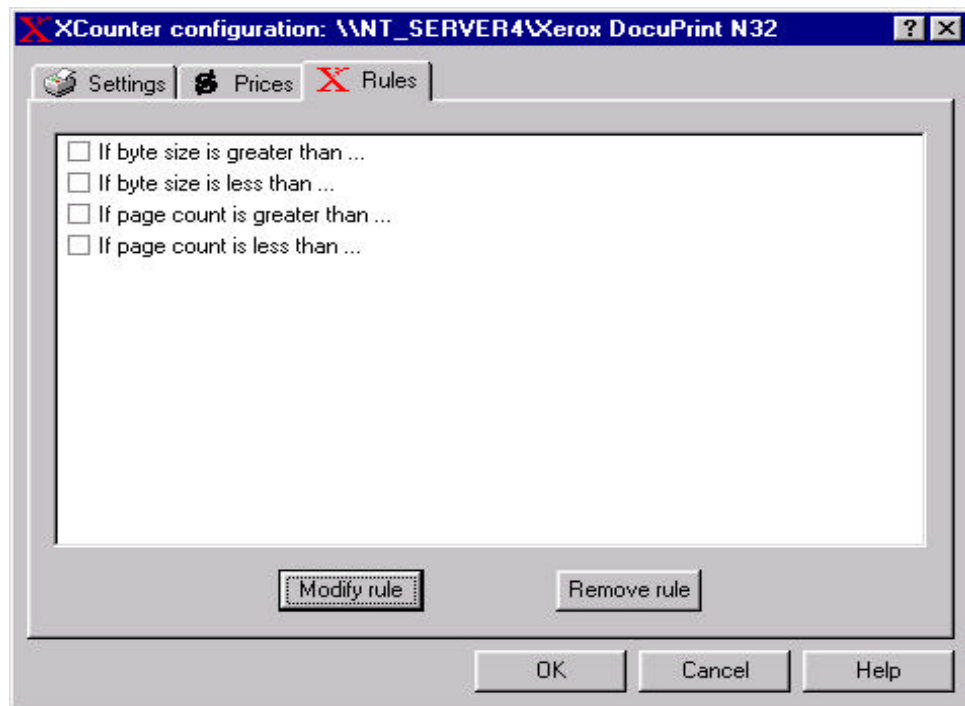 XCounter configuration: \\NT_SERVER4\Xerox DocuPrint N32
Settings Prices Rules
If byte size is greater than ...
If byte size is less than ...
If page count is greater than ...
If page count is less than ...
Modify rule Remove rule
OK Cancel Help